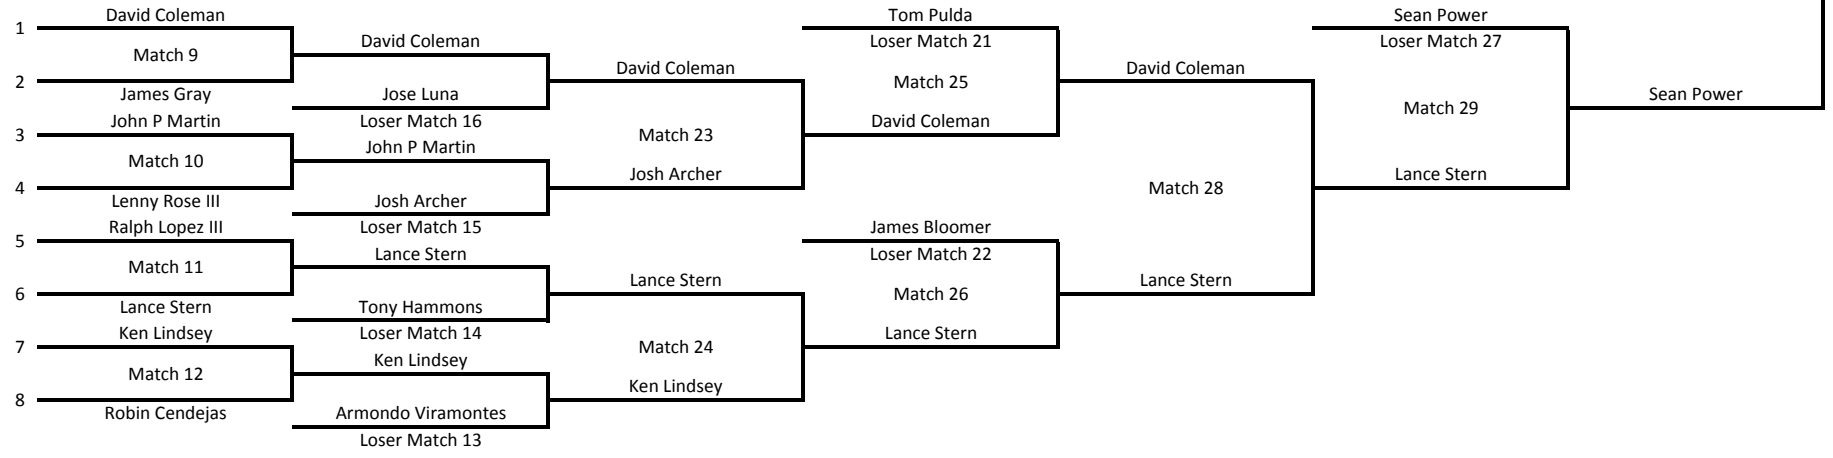 David Coleman
1
Match 9
2
James Gray
John P Martin
3
Match 10
4
Lenny Rose III
Ralph Lopez III
5
Match 11
6
Lance Stern
Ken Lindsey
7
Match 12
8
Robin Cendejas
David Coleman
Jose Luna
Loser Match 16
John P Martin
Josh Archer
Loser Match 15
Lance Stern
Tony Hammons
Loser Match 14
Ken Lindsey
Armondo Viramontes
Loser Match 13
David Coleman
Match 23
Josh Archer
Lance Stern
Match 24
Ken Lindsey
Tom Pulda
Loser Match 21
Match 25
David Coleman
James Bloomer
Loser Match 22
Match 26
Lance Stern
David Coleman
Match 28
Lance Stern
Sean Power
Loser Match 27
Match 29
Lance Stern
Sean Power